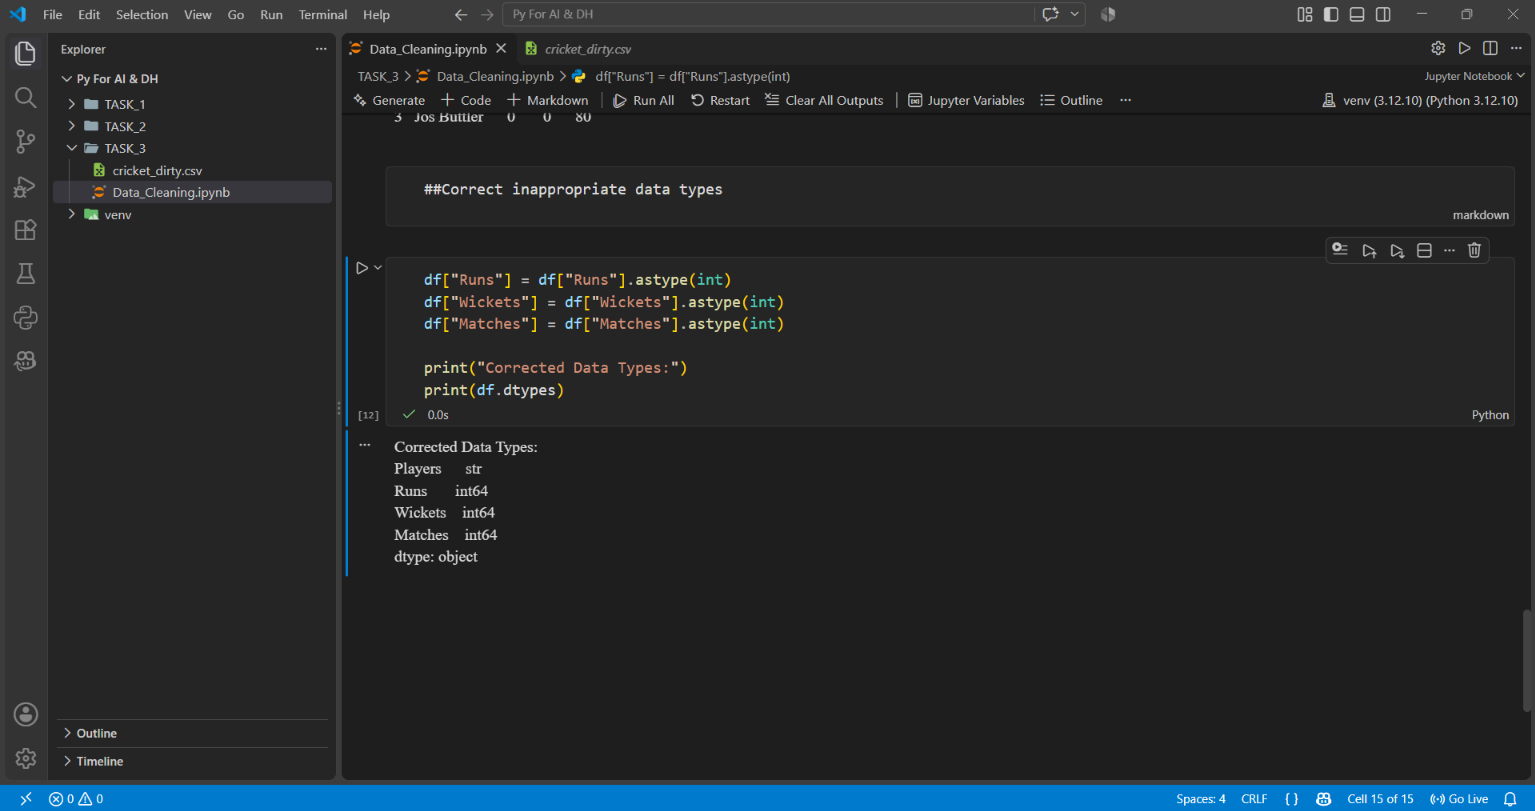 File Edit Selection View Go Run Terminal Help
Py For AI & DH
Explorer
Py For AI & DH
TASK_1
TASK_2
TASK_3
cricket_dirty.csv
Data_Cleaning.ipynb
venv
Outline
Timeline
Data_Cleaning.ipynb cricket_dirty.csv
TASK_3 > Data_Cleaning.ipynb > df["Runs"] = df["Runs"].astype(int)
Jupyter Notebook
Generate + Code + Markdown Run All Restart Clear All Outputs Jupyter Variables Outline ... venv (3.12.10) (Python 3.12.10)
3 Jos Buttler 0 0 80
##Correct inappropriate data types
markdown
df["Runs"] = df["Runs"].astype(int)
df["Wickets"] = df["Wickets"].astype(int)
df["Matches"] = df["Matches"].astype(int)
print("Corrected Data Types:")
print(df.dtypes)
[12] 0.0s
Python
Corrected Data Types:
Players str
Runs int64
Wickets int64
Matches int64
dtype: object
0 0 Spaces: 4 CRLF { } Cell 15 of 15 Go Live